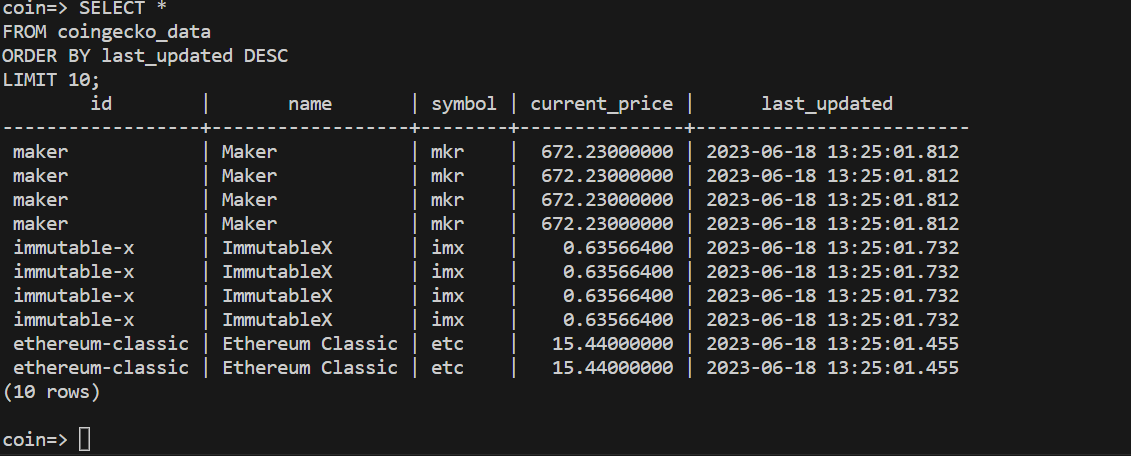 coin=> SELECT *
FROM coingecko_data
ORDER BY last_updated DESC
LIMIT 10;
        id        |       name       | symbol | current_price |      last_updated
------------------+------------------+--------+---------------+-------------------------
 maker            | Maker            | mkr    |  672.23000000 | 2023-06-18 13:25:01.812
 maker            | Maker            | mkr    |  672.23000000 | 2023-06-18 13:25:01.812
 maker            | Maker            | mkr    |  672.23000000 | 2023-06-18 13:25:01.812
 maker            | Maker            | mkr    |  672.23000000 | 2023-06-18 13:25:01.812
 immutable-x      | ImmutableX       | imx    |    0.63566400 | 2023-06-18 13:25:01.732
 immutable-x      | ImmutableX       | imx    |    0.63566400 | 2023-06-18 13:25:01.732
 immutable-x      | ImmutableX       | imx    |    0.63566400 | 2023-06-18 13:25:01.732
 immutable-x      | ImmutableX       | imx    |    0.63566400 | 2023-06-18 13:25:01.732
 ethereum-classic | Ethereum Classic | etc    |   15.44000000 | 2023-06-18 13:25:01.455
 ethereum-classic | Ethereum Classic | etc    |   15.44000000 | 2023-06-18 13:25:01.455
(10 rows)
coin=>